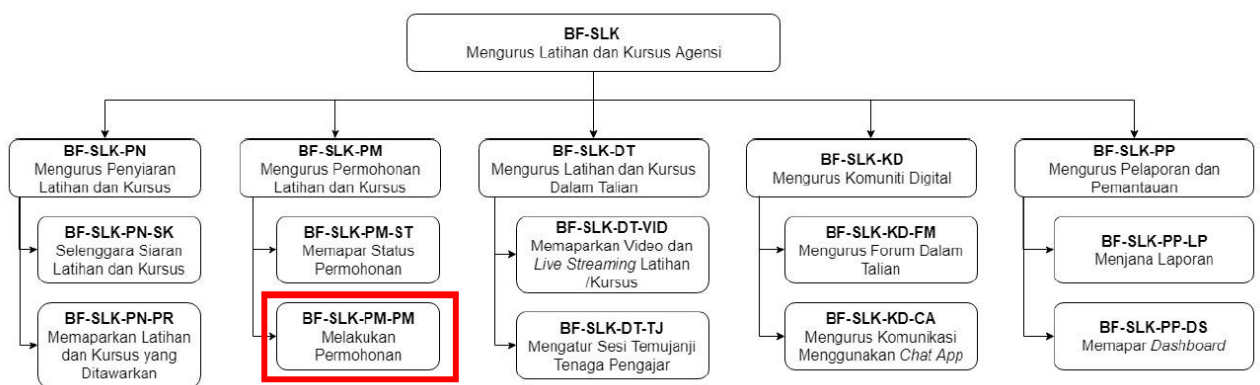 BF-SLK
Mengurus Latihan dan Kursus Agensi
BF-SLK-PN
Mengurus Penyiaran
Latihan dan Kursus
BF-SLK-PM
Mengurus Permohonan
Latihan dan Kursus
BF-SLK-DT
Mengurus Latihan dan Kursus
Dalam Talian
BF-SLK-KD
Mengurus Komuniti Digital
BF-SLK-PP
Mengurus Pelaporan dan
Pemantauan
BF-SLK-PN-SK
Selenggara Siaran
Latihan dan Kursus
BF-SLK-PM-ST
Memapar Status
Permohonan
BF-SLK-DT-VID
Memaparkan Video dan
Live Streaming Latihan
/Kursus
BF-SLK-KD-FM
Mengurus Forum Dalam
Talian
BF-SLK-PP-LP
Menjana Laporan
BF-SLK-PN-PR
Memaparkan Latihan
dan Kursus yang
Ditawarkan
BF-SLK-PM-PM
Melakukan
Permohonan
BF-SLK-DT-TJ
Mengatur Sesi Temujanji
Tenaga Pengajar
BF-SLK-KD-CA
Mengurus Komunikasi
Menggunakan Chat App
BF-SLK-PP-DS
Memapar Dashboard